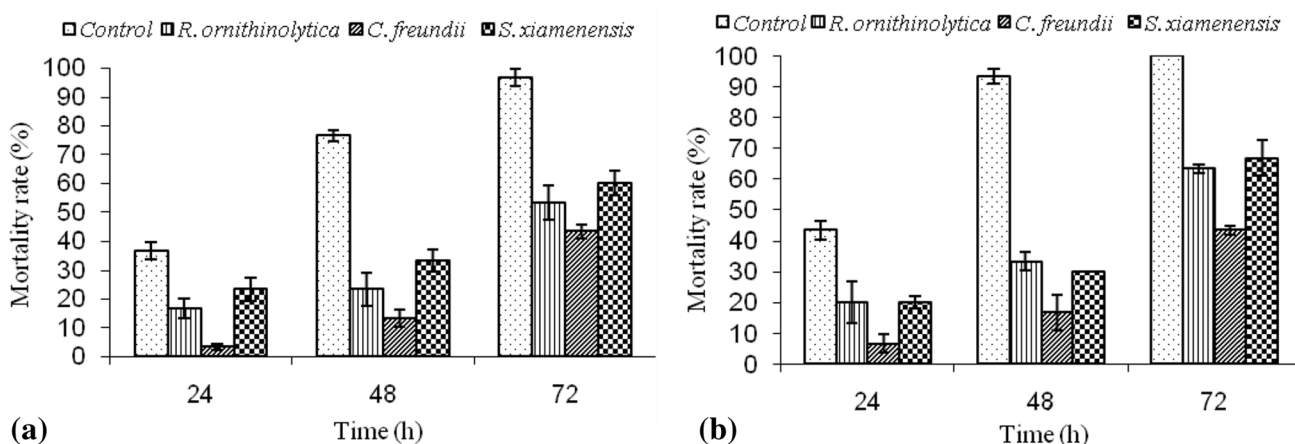 Control R. ornithinolytica C. freundii S. xiamenensis
100
90
80
70
60
50
40
30
20
10
0
Mortality rate (%)
24 48 72
Time (h)
(a)
Control R. ornithinolytica C. freundii S. xiamenensis
100
90
80
70
60
50
40
30
20
10
0
Mortality rate (%)
24 48 72
Time (h)
(b)